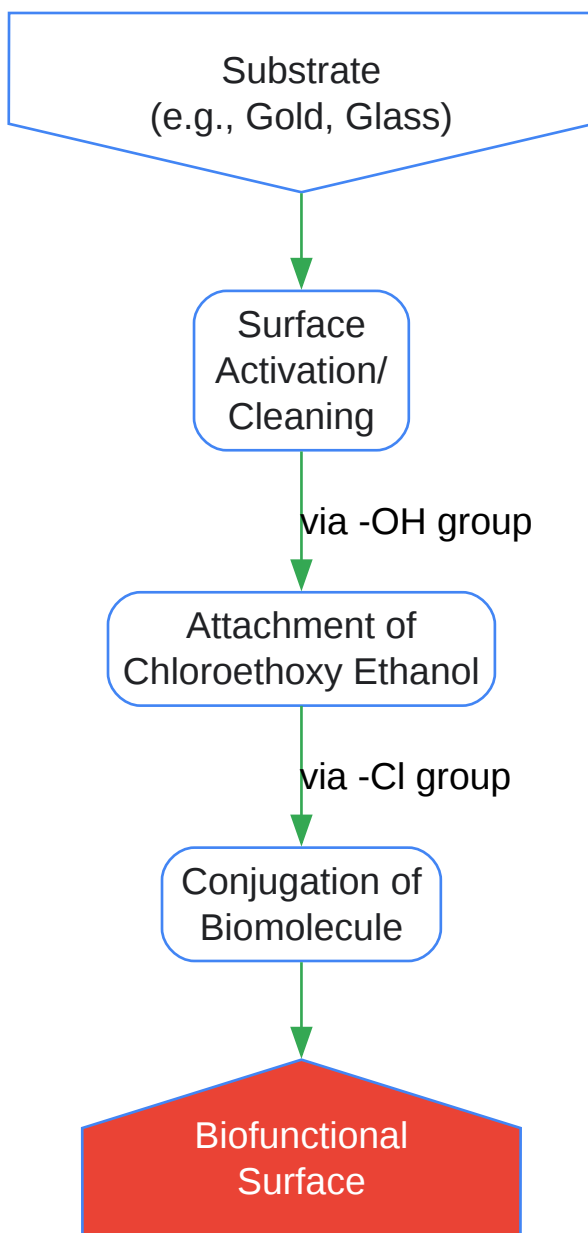 Substrate
(e.g., Gold, Glass)
Surface
Activation/
Cleaning
via -OH group
Attachment of
Chloroethoxy Ethanol
via -Cl group
Conjugation of
Biomolecule
Biofunctional
Surface